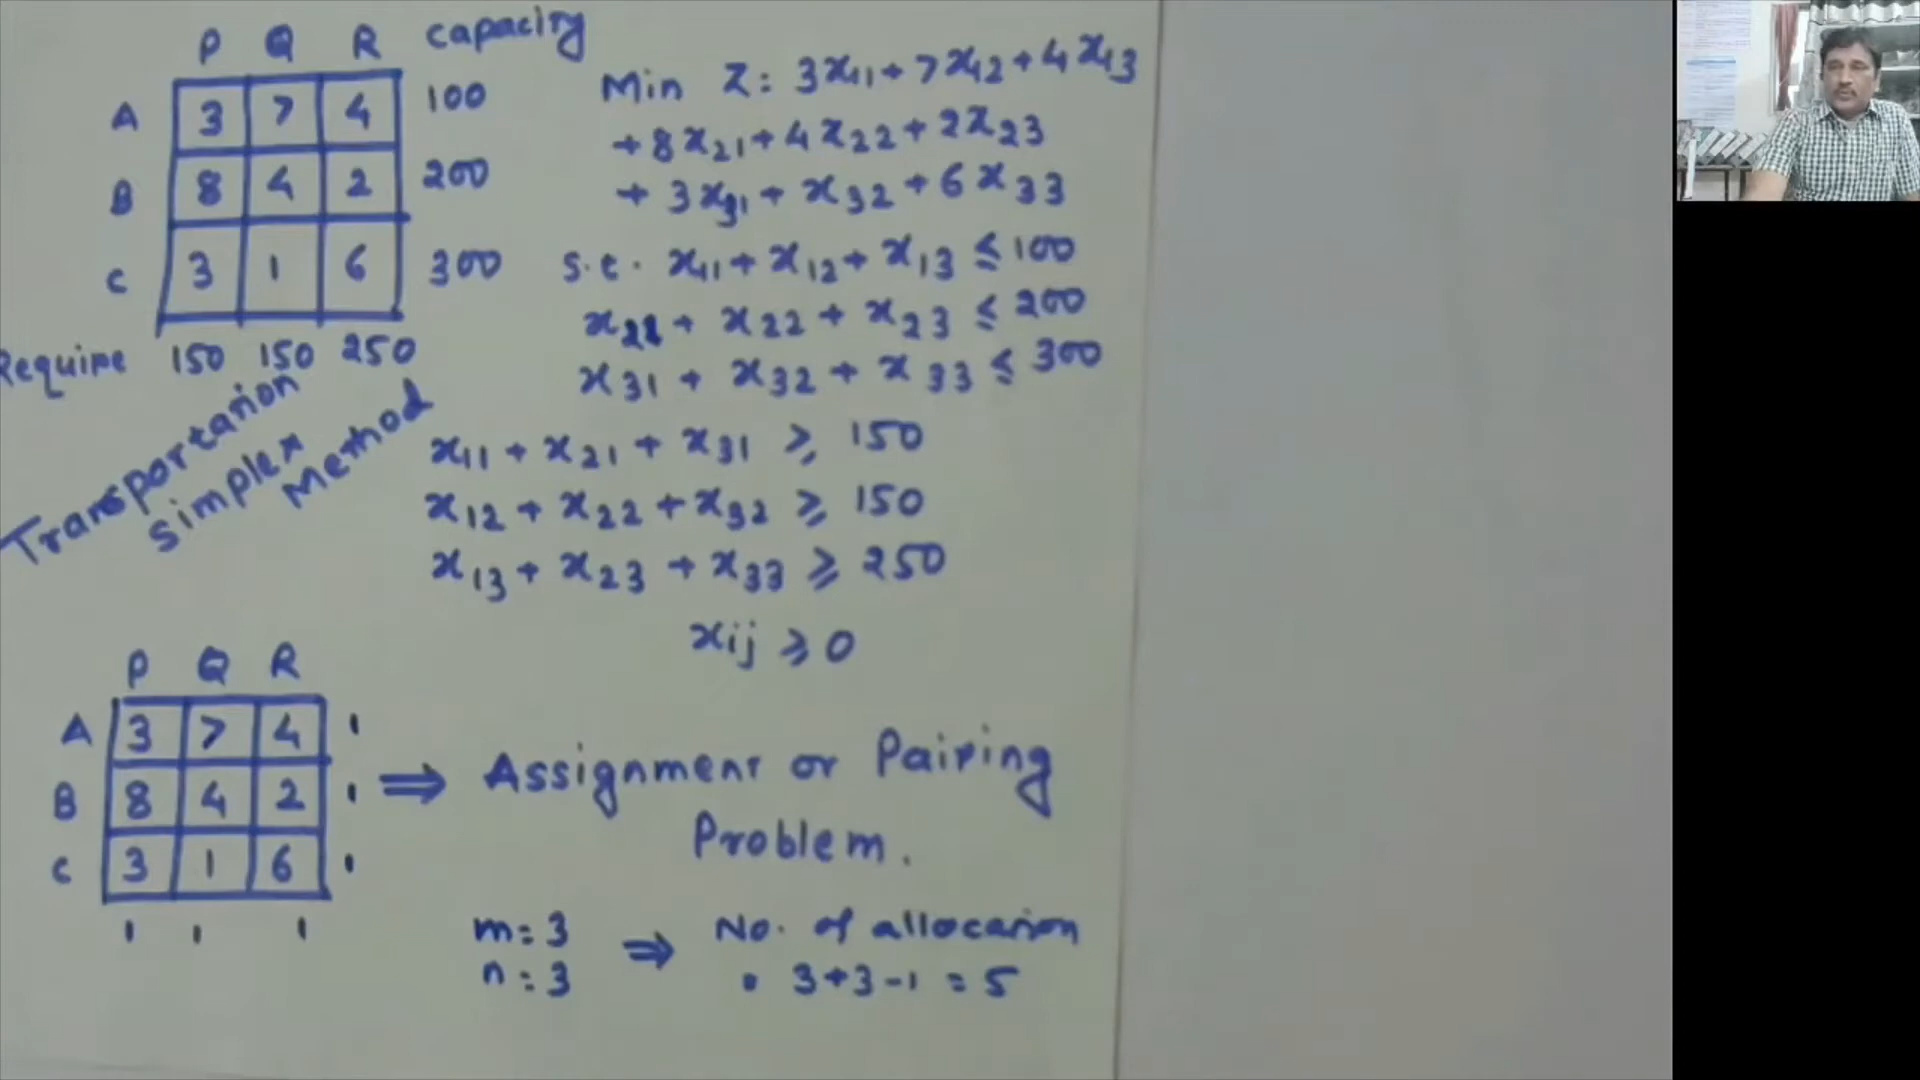 P Q R capacity
A 3 7 4 100
B 8 4 2 200
C 3 1 6 300
Require 150 150 250
Transportation
Simplex
Method
Min Z: 3x11 + 7x12 + 4x13
+ 8x21 + 4x22 + 2x23
+ 3x31 + x32 + 6x33
s.t. x11 + x12 + x13 ≤ 100
x21 + x22 + x23 ≤ 200
x31 + x32 + x33 ≤ 300
x11 + x21 + x31 ≥ 150
x12 + x22 + x32 ≥ 150
x13 + x23 + x33 ≥ 250
xij ≥ 0
P Q R
A 3 7 4 1
B 8 4 2 1
C 3 1 6 1
1 1 1
⇒ Assignment or Pairing
Problem.
m = 3 ⇒ No. of allocation
n = 3 = 3+3-1 = 5